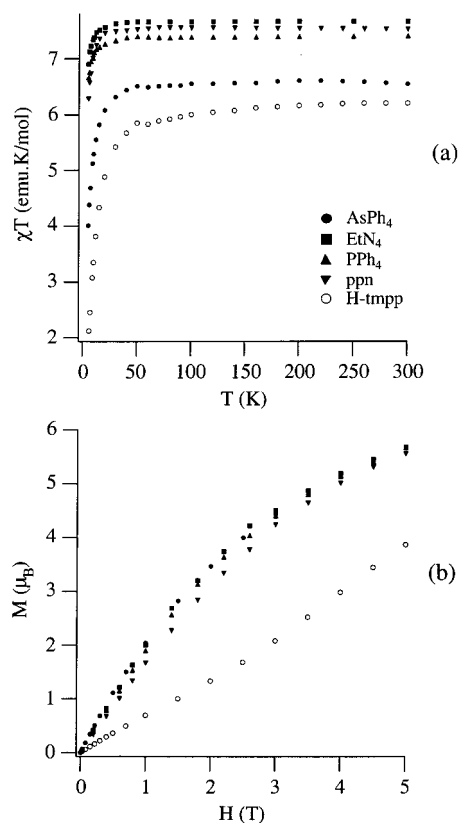 7
6
5
4
3
2
χT (emu.K/mol)
(a)
AsPh₄
EtN₄
PPh₄
ppn
H-tmpp
0 50 100 150 200 250 300
T (K)
6
5
4
3
2
1
0
M (μ_B)
(b)
0 1 2 3 4 5
H (T)